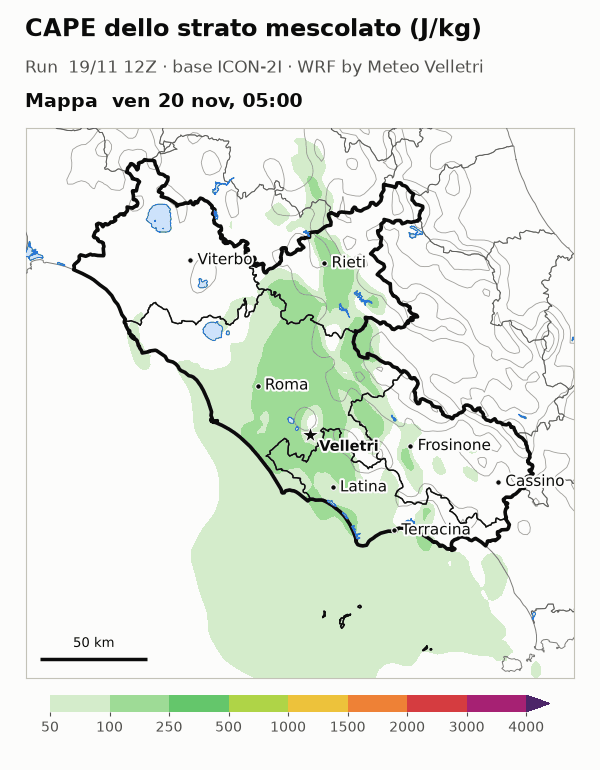 CAPE dello strato mescolato (J/kg)
Run  19/11 12Z · base ICON-2I · WRF by Meteo Velletri
Mappa  ven 20 nov, 05:00
Viterbo
Rieti
Roma
Velletri
Frosinone
Cassino
Latina
Terracina
50 km
50 100 250 500 1000 1500 2000 3000 4000